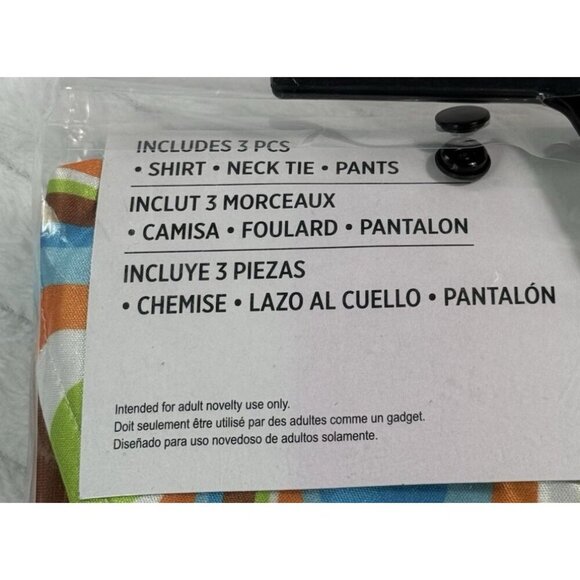 INCLUDES 3 PCS
• SHIRT • NECK TIE • PANTS
INCLUT 3 MORCEAUX
• CAMISA • FOULARD • PANTALON
INCLUYE 3 PIEZAS
• CHEMISE • LAZO AL CUELLO • PANTALÓN
Intended for adult novelty use only.
Doit seulement être utilisé par des adultes comme un gadget.
Diseñado para uso novedoso de adultos solamente.